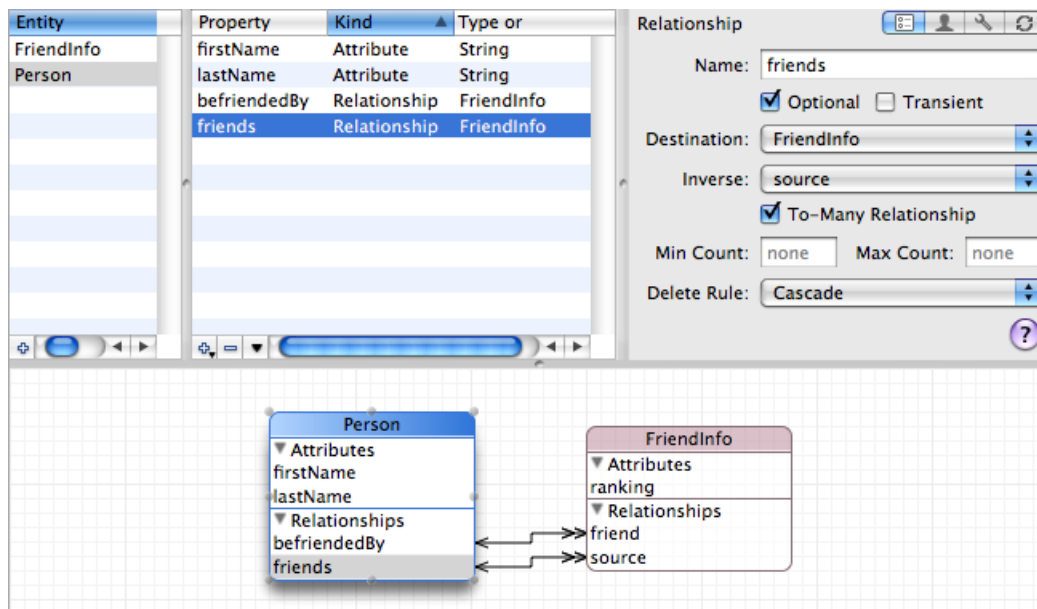 Entity
FriendInfo
Person
Property Kind Type or
firstName Attribute String
lastName Attribute String
befriendedBy Relationship FriendInfo
friends Relationship FriendInfo
Relationship
Name: friends
Optional Transient
Destination: FriendInfo
Inverse: source
To-Many Relationship
Min Count: none Max Count: none
Delete Rule: Cascade
?
Person
Attributes
firstName
lastName
Relationships
befriendedBy
friends
FriendInfo
Attributes
ranking
Relationships
friend
source